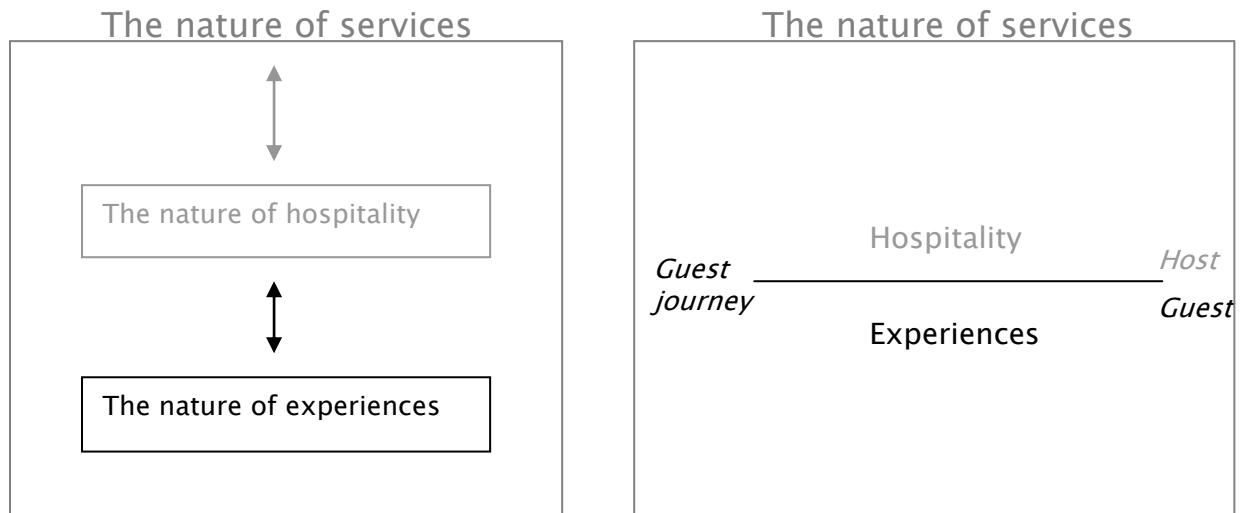 The nature of services
The nature of hospitality
The nature of experiences
The nature of services
Hospitality
Host
Guest
journey
Guest
Experiences